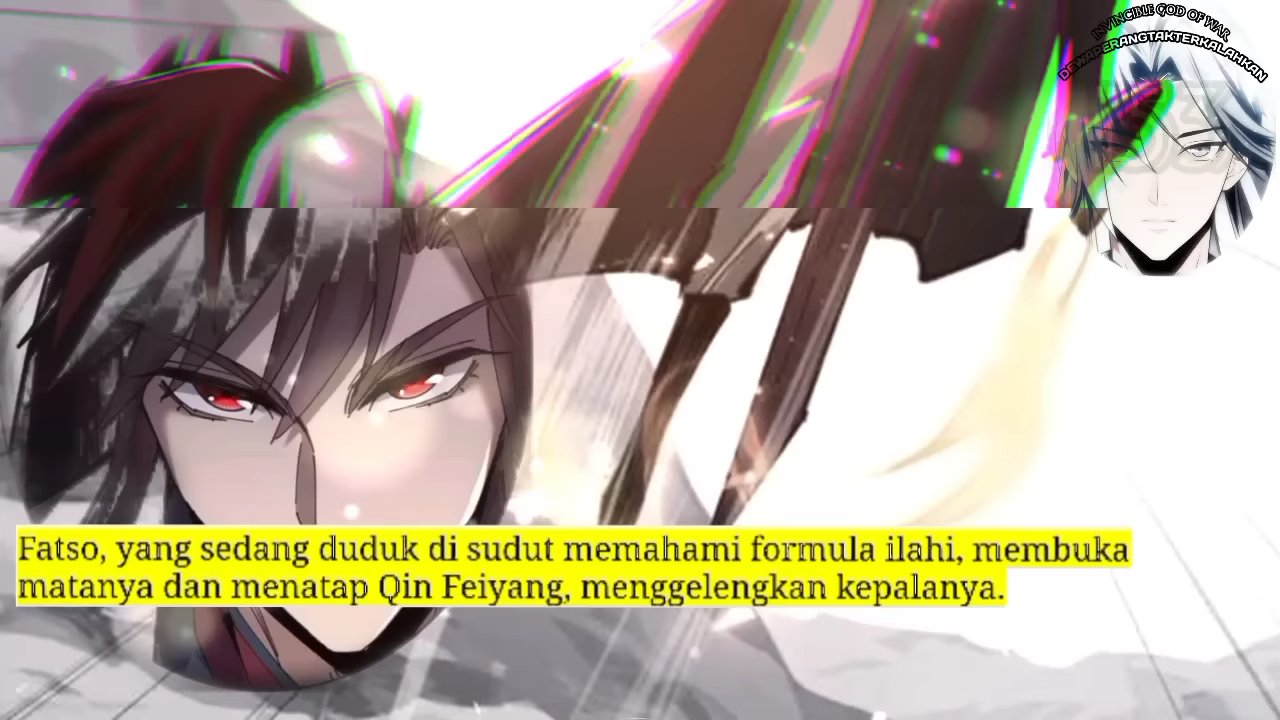 INVINCIBLE GOD OF WAR
DEWAPERANGTAKTERKALAHKAN
Fatso, yang sedang duduk di sudut memahami formula ilahi, membuka
matanya dan menatap Qin Feiyang, menggelengkan kepalanya.